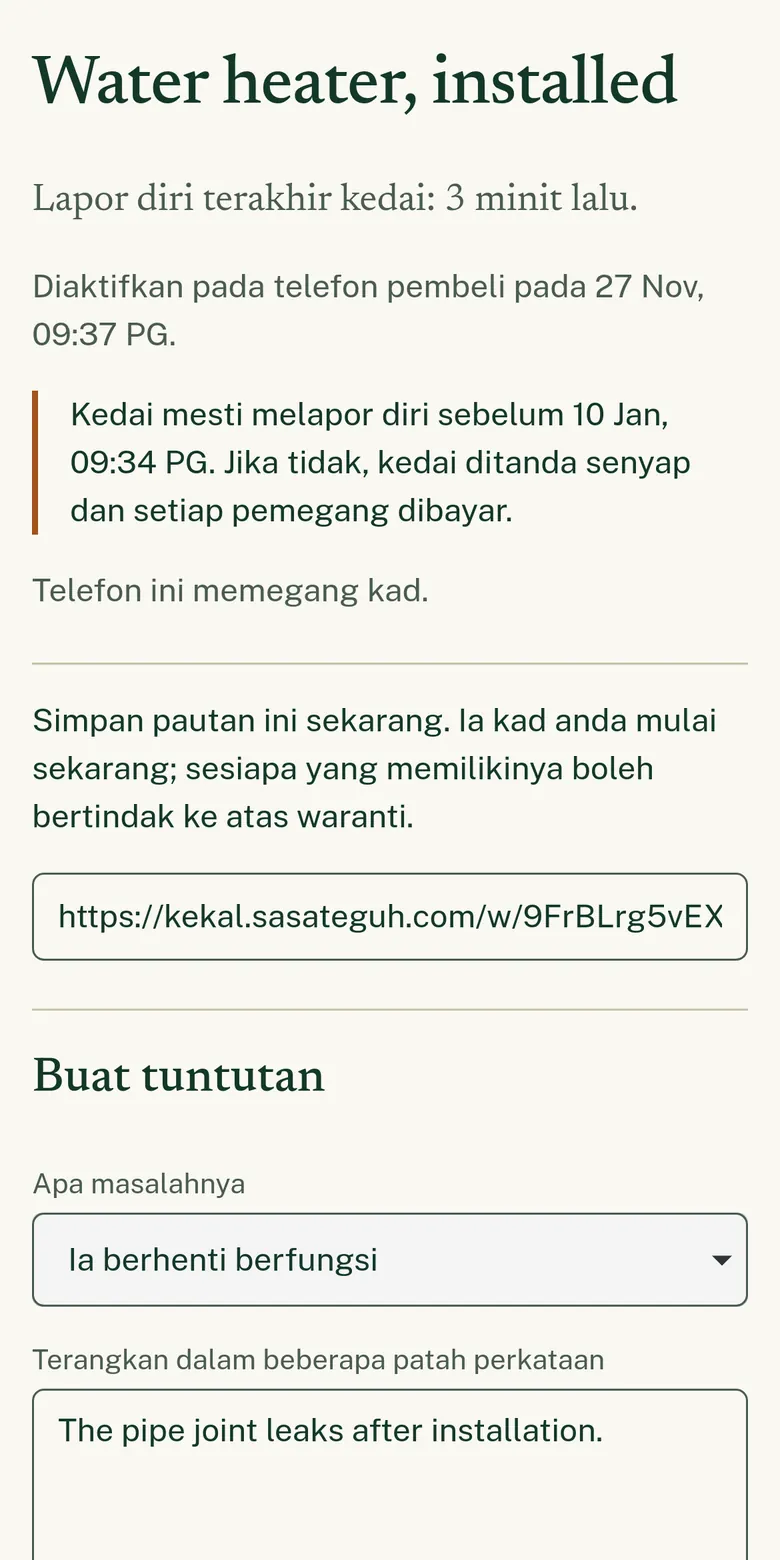 Water heater, installed
Lapor diri terakhir kedai: 3 minit lalu.
Diaktifkan pada telefon pembeli pada 27 Nov,
09:37 PG.
Kedai mesti melapor diri sebelum 10 Jan,
09:34 PG. Jika tidak, kedai ditanda senyap
dan setiap pemegang dibayar.
Telefon ini memegang kad.
Simpan pautan ini sekarang. Ia kad anda mulai
sekarang; sesiapa yang memilikinya boleh
bertindak ke atas waranti.
https://kekal.sasateguh.com/w/9FrBLrg5vEX
Buat tuntutan
Apa masalahnya
Ia berhenti berfungsi
Terangkan dalam beberapa patah perkataan
The pipe joint leaks after installation.